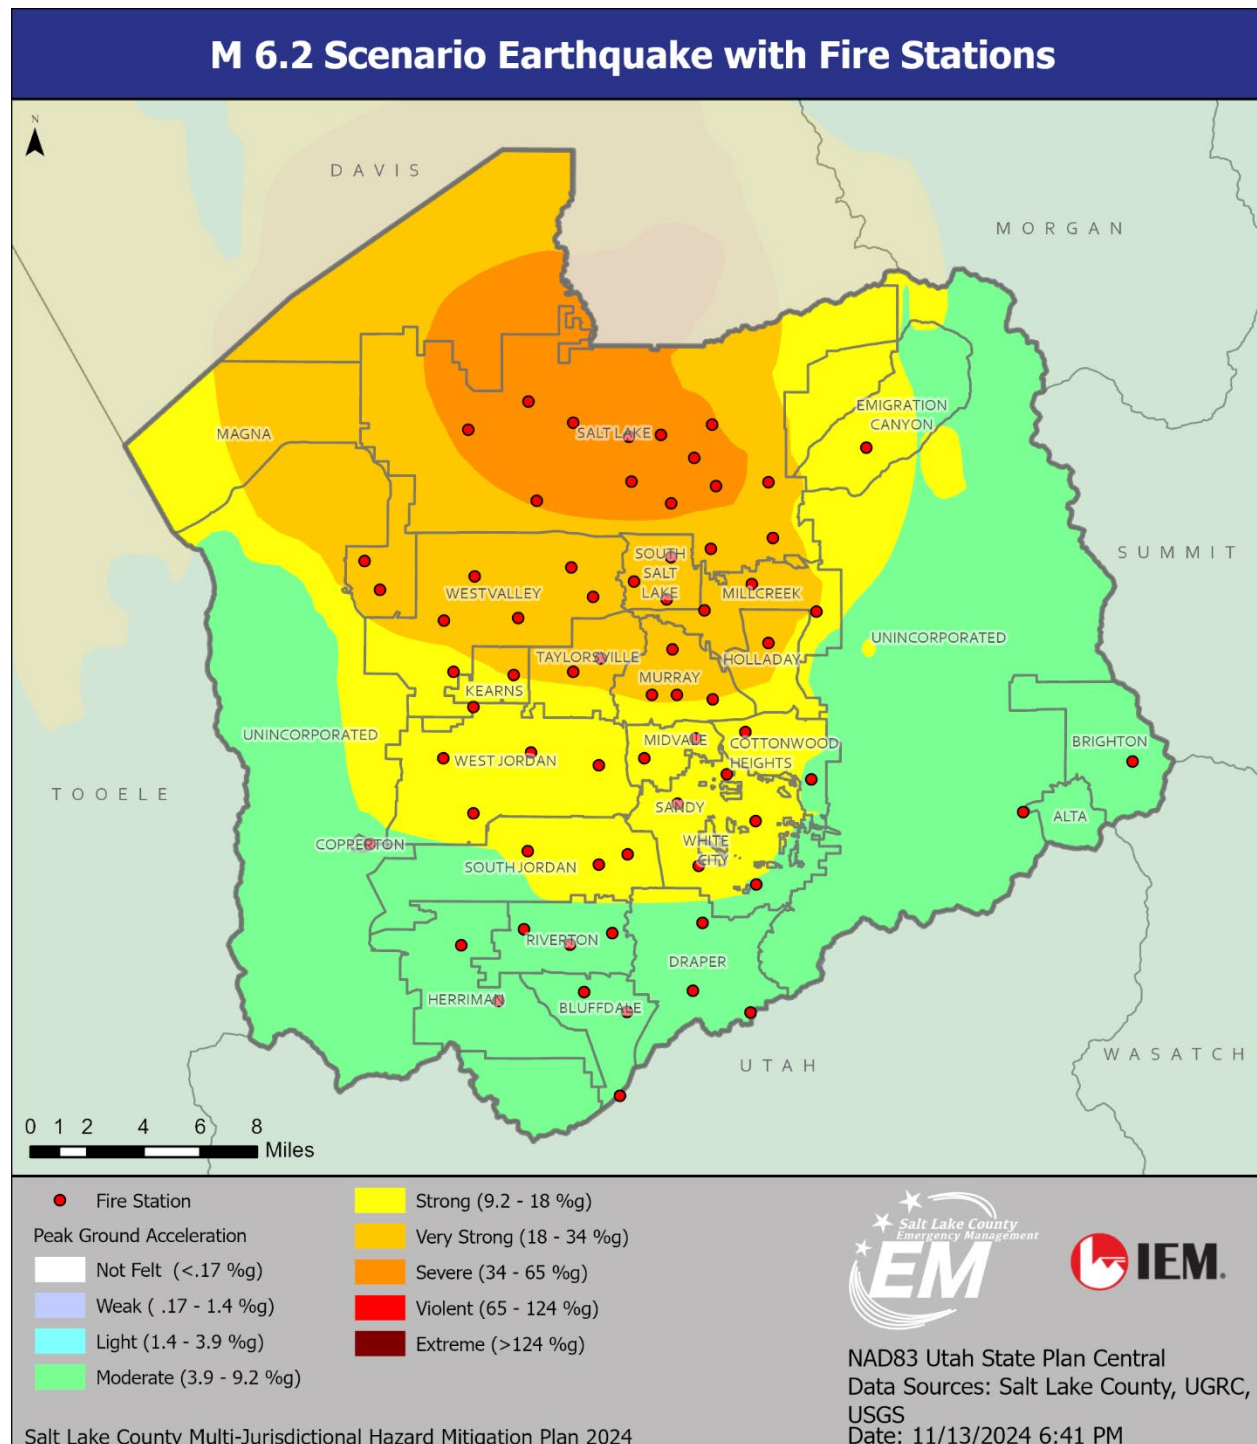 M 6.2 Scenario Earthquake with Fire Stations
N
DAVIS
MORGAN
EMIGRATION
CANYON
MAGNA
SALT LAKE
SUMMIT
SOUTH
SALT
LAKE
WEST VALLEY
MILLCREEK
UNINCORPORATED
TAYLORSVILLE
HOLLADAY
MURRAY
KEARNS
UNINCORPORATED
MIDVALE
COTTONWOOD
HEIGHTS
BRIGHTON
WEST JORDAN
TOOELE
SANDY
ALTA
COPPERTON
WHITE
CITY
SOUTH JORDAN
RIVERTON
DRAPER
HERRIMAN
BLUFFDALE
WASATCH
UTAH
0 1 2 4 6 8
Miles
Fire Station
Peak Ground Acceleration
Not Felt (<.17 %g)
Weak ( .17 - 1.4 %g)
Light (1.4 - 3.9 %g)
Moderate (3.9 - 9.2 %g)
Strong (9.2 - 18 %g)
Very Strong (18 - 34 %g)
Severe (34 - 65 %g)
Violent (65 - 124 %g)
Extreme (>124 %g)
Salt Lake County
Emergency Management
EM
IEM.
NAD83 Utah State Plan Central
Data Sources: Salt Lake County, UGRC,
USGS
Date: 11/13/2024 6:41 PM
Salt Lake County Multi-Jurisdictional Hazard Mitigation Plan 2024